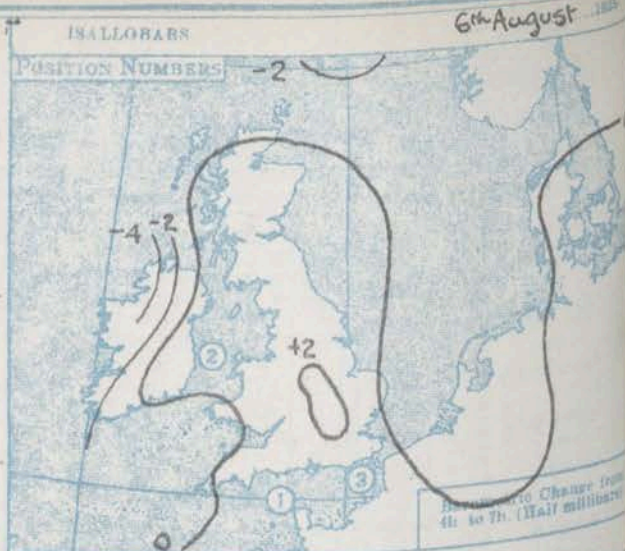 6th August
ISALLOBARS
POSITION NUMBERS
-2
-4 -2
+2
2
3
1
Barometric Change from
4h to 7h. (Half millibars)
0